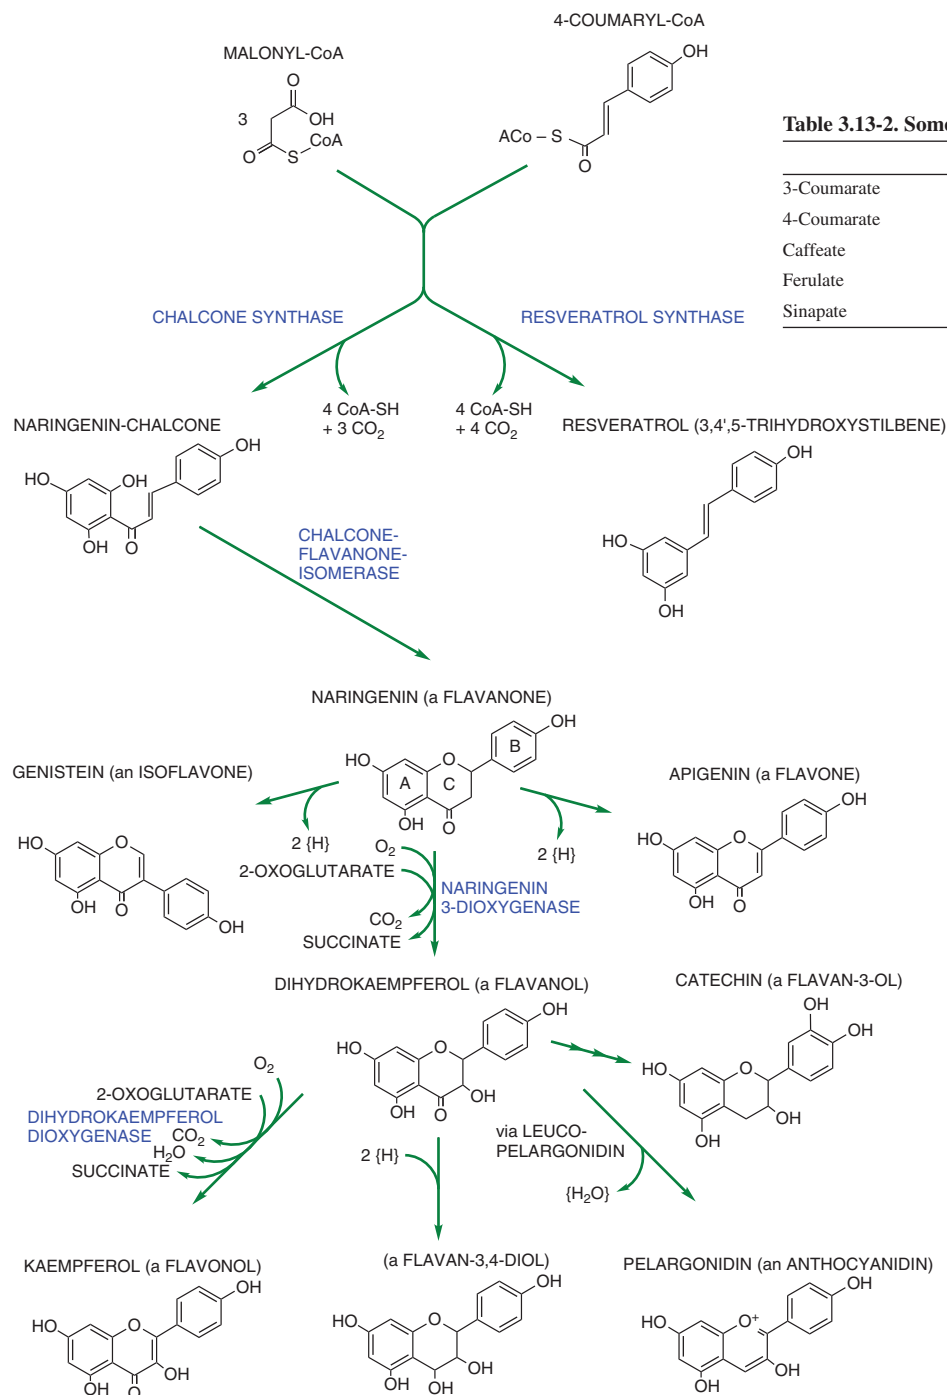 4-COUMARYL-CoA
MALONYL-CoA
OH
O
OH
3
O
S
CoA
ACo – S
O
Table 3.13-2. Some
3-Coumarate
4-Coumarate
Caffeate
Ferulate
Sinapate
CHALCONE SYNTHASE
RESVERATROL SYNTHASE
4 CoA-SH
+ 3 CO2
4 CoA-SH
+ 4 CO2
NARINGENIN-CHALCONE
OH
HO
OH
OH
O
RESVERATROL (3,4',5-TRIHYDROXYSTILBENE)
OH
HO
OH
CHALCONE-
FLAVANONE-
ISOMERASE
NARINGENIN (a FLAVANONE)
OH
B
HO
O
A
C
OH
O
GENISTEIN (an ISOFLAVONE)
HO
O
OH
O
OH
2 {H}
2 {H}
APIGENIN (a FLAVONE)
OH
HO
O
OH
O
O2
2-OXOGLUTARATE
NARINGENIN
3-DIOXYGENASE
CO2
SUCCINATE
DIHYDROKAEMPFEROL (a FLAVANOL)
OH
HO
O
OH
OH
O
CATECHIN (a FLAVAN-3-OL)
OH
OH
HO
O
OH
OH
O2
2-OXOGLUTARATE
DIHYDROKAEMPFEROL
DIOXYGENASE
CO2
H2O
SUCCINATE
2 {H}
via LEUCO-
PELARGONIDIN
{H2O}
KAEMPFEROL (a FLAVONOL)
OH
HO
O
OH
OH
O
(a FLAVAN-3,4-DIOL)
OH
HO
O
OH
OH
OH
PELARGONIDIN (an ANTHOCYANIDIN)
OH
HO
O+
OH
OH